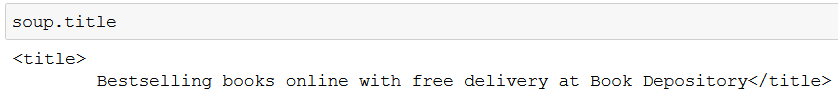 soup.title
<title>
Bestselling books online with free delivery at Book Depository</title>